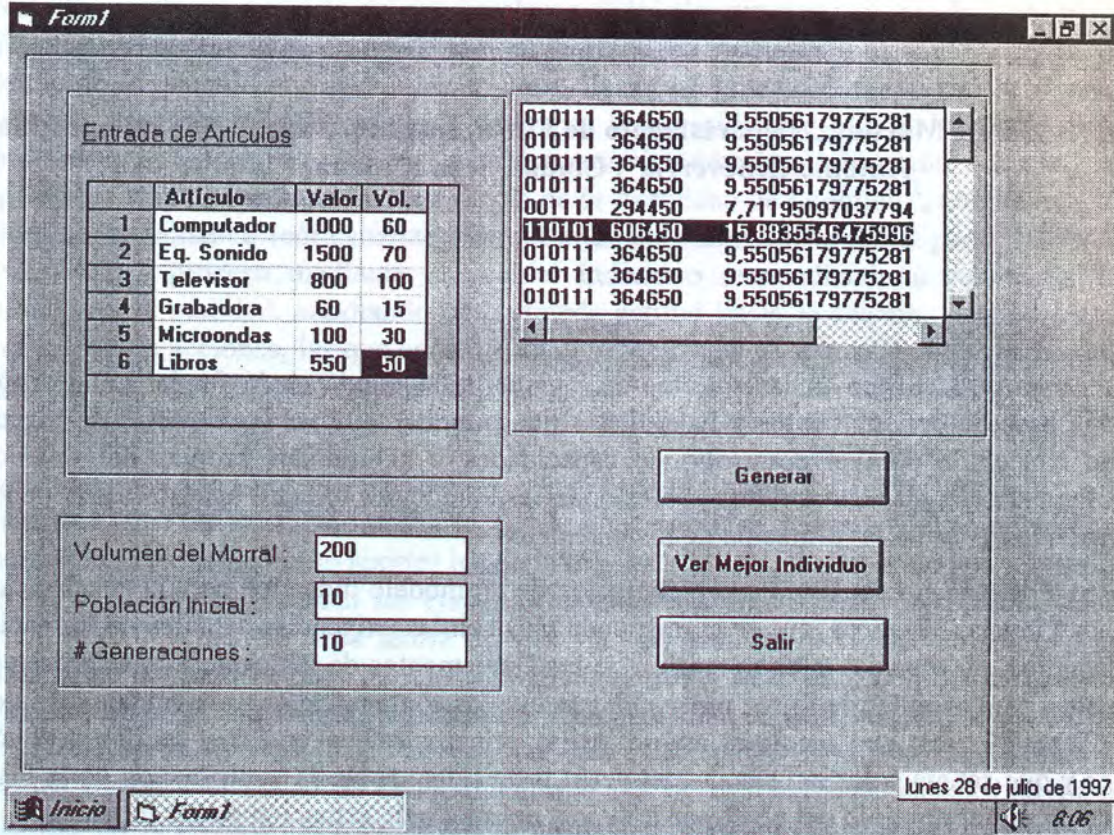 Form1
Entrada de Artículos
Artículo Valor Vol.
1 Computador 1000 60
2 Eq. Sonido 1500 70
3 Televisor 800 100
4 Grabadora 60 15
5 Microondas 100 30
6 Libros 550 50
010111 364650 9,55056179775281
010111 364650 9,55056179775281
010111 364650 9,55056179775281
010111 364650 9,55056179775281
001111 294450 7,71195097037794
110101 606450 15,8835546475996
010111 364650 9,55056179775281
010111 364650 9,55056179775281
010111 364650 9,55056179775281
Volumen del Morral : 200
Población Inicial : 10
# Generaciones : 10
Generar
Ver Mejor Individuo
Salir
lunes 28 de julio de 1997
Inicio
Form1
8:06